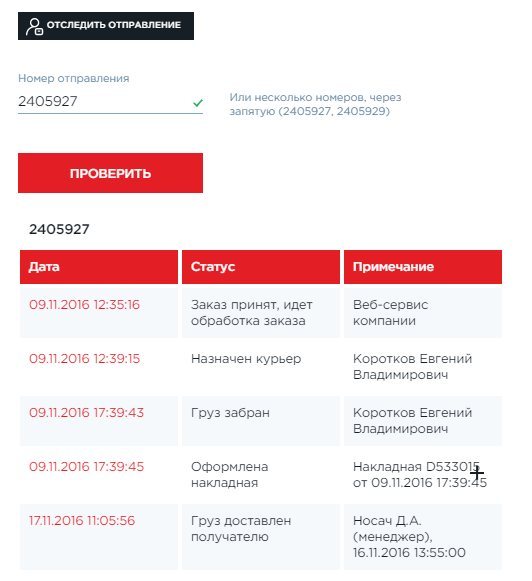 ОТСЛЕДИТЬ ОТПРАВЛЕНИЕ
Номер отправления
2405927
Или несколько номеров, через
запятую (2405927, 2405929)
ПРОВЕРИТЬ
2405927
Дата Статус Примечание
09.11.2016 12:35:16 Заказ принят, идет Веб-сервис
обработка заказа компании
09.11.2016 12:39:15 Назначен курьер Коротков Евгений
Владимирович
09.11.2016 17:39:43 Груз забран Коротков Евгений
Владимирович
09.11.2016 17:39:45 Оформлена Накладная D533015
накладная от 09.11.2016 17:39:45
17.11.2016 11:05:56 Груз доставлен Носач Д.А.
получателю (менеджер),
16.11.2016 13:55:00